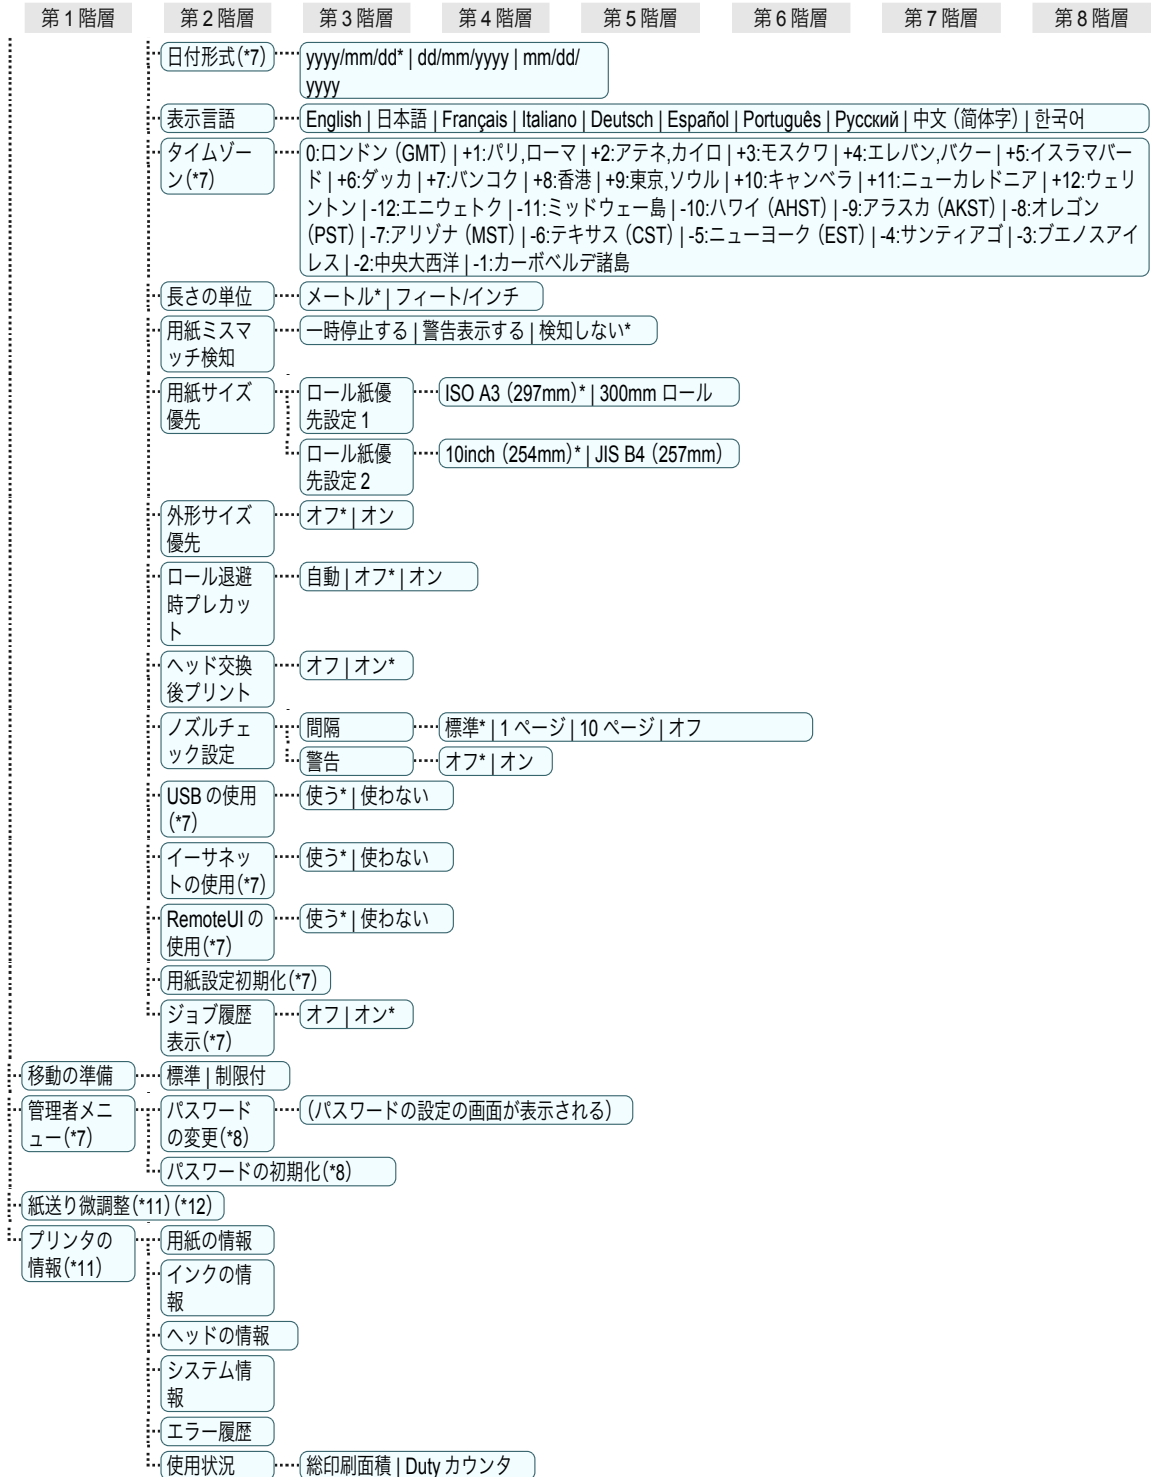 第 1 階層 第 2 階層 第 3 階層 第 4 階層 第 5 階層 第 6 階層 第 7 階層 第 8 階層
日付形式(*7) yyyy/mm/dd* | dd/mm/yyyy | mm/dd/
yyyy
表示言語 English | 日本語 | Français | Italiano | Deutsch | Español | Português | Русский | 中文（简体字）| 한국어
タイムゾー
ン(*7)
0:ロンドン（GMT）| +1:パリ,ローマ | +2:アテネ,カイロ | +3:モスクワ | +4:エレバン,バクー | +5:イスラマバー
ド | +6:ダッカ | +7:バンコク | +8:香港 | +9:東京,ソウル | +10:キャンベラ | +11:ニューカレドニア | +12:ウェリ
ントン | -12:エニウェトク | -11:ミッドウェー島 | -10:ハワイ（AHST）| -9:アラスカ（AKST）| -8:オレゴン
（PST）| -7:アリゾナ（MST）| -6:テキサス（CST）| -5:ニューヨーク（EST）| -4:サンティアゴ | -3:ブエノスアイ
レス | -2:中央大西洋 | -1:カーボベルデ諸島
長さの単位 メートル* | フィート/インチ
用紙ミスマ
ッチ検知
一時停止する | 警告表示する | 検知しない*
用紙サイズ
優先
ロール紙優
先設定 1
ISO A3（297mm）* | 300mm ロール
ロール紙優
先設定 2
10inch（254mm）* | JIS B4（257mm）
外形サイズ
優先
オフ* | オン
ロール退避
時プレカッ
ト
自動 | オフ* | オン
ヘッド交換
後プリント
オフ | オン*
ノズルチェ
ック設定
間隔 標準* | 1 ページ | 10 ページ | オフ
警告 オフ* | オン
USB の使用
(*7)
使う* | 使わない
イーサネッ
トの使用(*7)
使う* | 使わない
RemoteUI の
使用(*7)
使う* | 使わない
用紙設定初期化(*7)
ジョブ履歴
表示(*7)
オフ | オン*
移動の準備 標準 | 制限付
管理者メニ
ュー(*7)
パスワード
の変更(*8)
（パスワードの設定の画面が表示される）
パスワードの初期化(*8)
紙送り微調整(*11)(*12)
プリンタの
情報(*11)
用紙の情報
インクの情
報
ヘッドの情報
システム情
報
エラー履歴
使用状況 総印刷面積 | Duty カウンタ